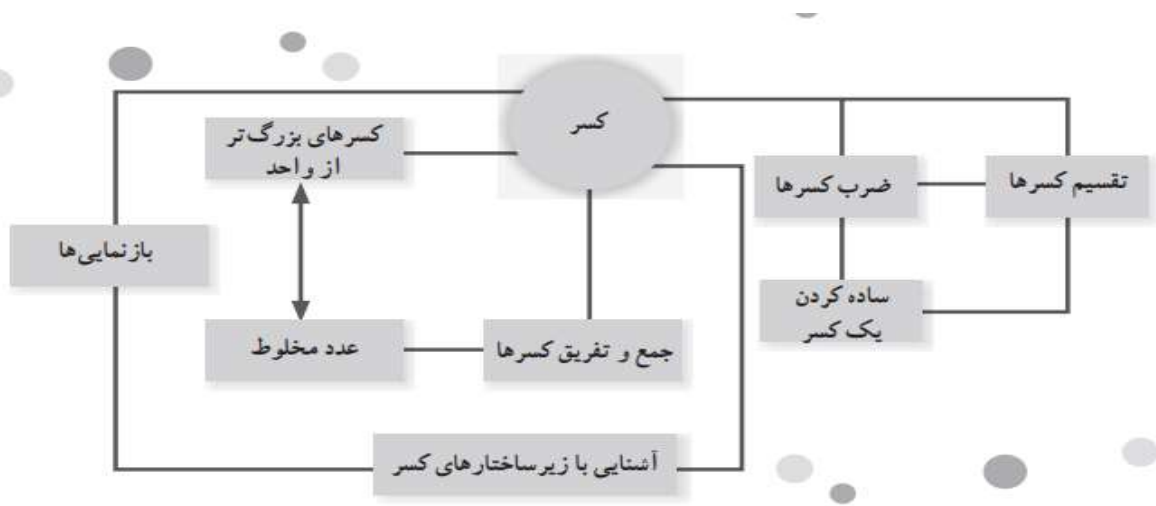 کسر
کسرهای بزرگ‌تر
از واحد
ضرب کسرها
تقسیم کسرها
بازنمایی‌ها
ساده کردن
یک کسر
عدد مخلوط
جمع و تفریق کسرها
آشنایی با زیرساختارهای کسر